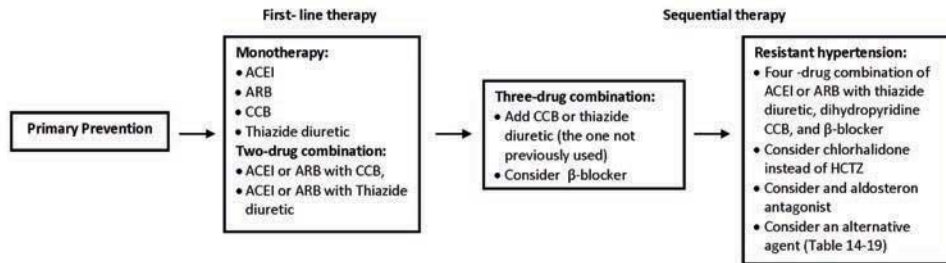 First- line therapy
Sequential therapy
Primary Prevention
Monotherapy:
• ACEI
• ARB
• CCB
• Thiazide diuretic
Two-drug combination:
• ACEI or ARB with CCB,
• ACEI or ARB with Thiazide
diuretic
Three-drug combination:
• Add CCB or thiazide
diuretic (the one not
previously used)
• Consider β-blocker
Resistant hypertension:
• Four -drug combination of
ACEI or ARB with thiazide
diuretic, dihydropyridine
CCB, and β-blocker
• Consider chlorhalidone
instead of HCTZ
• Consider and aldosteron
antagonist
• Consider an alternative
agent (Table 14-19)